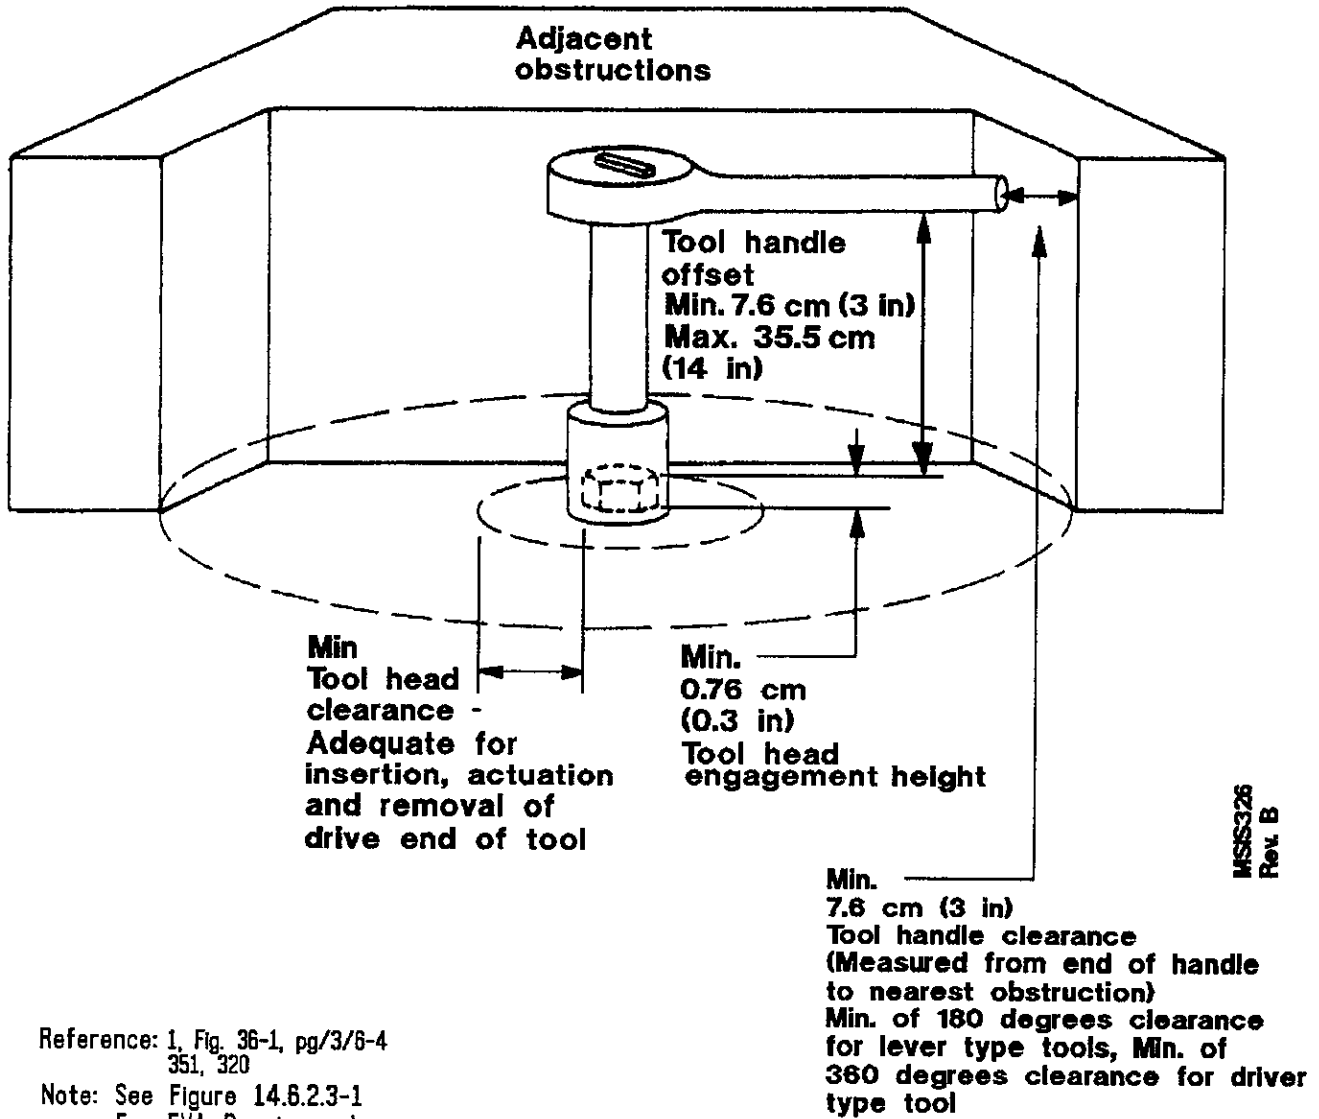 Adjacent
obstructions
Tool handle
offset
Min. 7.6 cm (3 in)
Max. 35.5 cm
(14 in)
Min
Tool head
clearance -
Adequate for
insertion, actuation
and removal of
drive end of tool
Min.
0.76 cm
(0.3 in)
Tool head
engagement height
MSIS326
Rev. B
Min.
7.6 cm (3 in)
Tool handle clearance
(Measured from end of handle
to nearest obstruction)
Min. of 180 degrees clearance
for lever type tools, Min. of
360 degrees clearance for driver
type tool
Reference: 1, Fig. 36-1, pg/3/6-4
351, 320
Note: See Figure 14.6.2.3-1